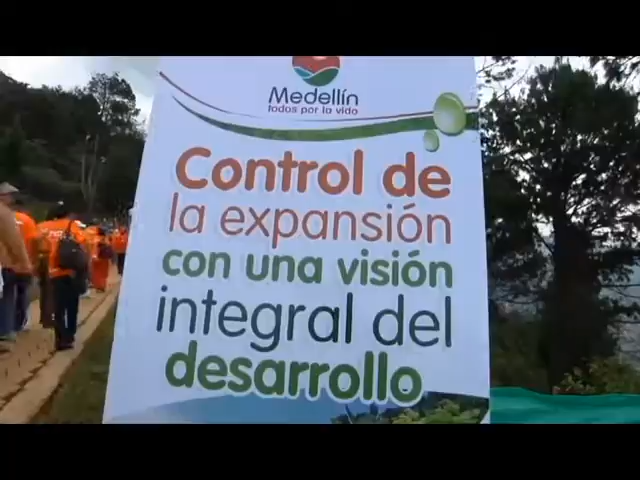 Medellín
todos por la vida
Control de
la expansión
con una visión
integral del
desarrollo